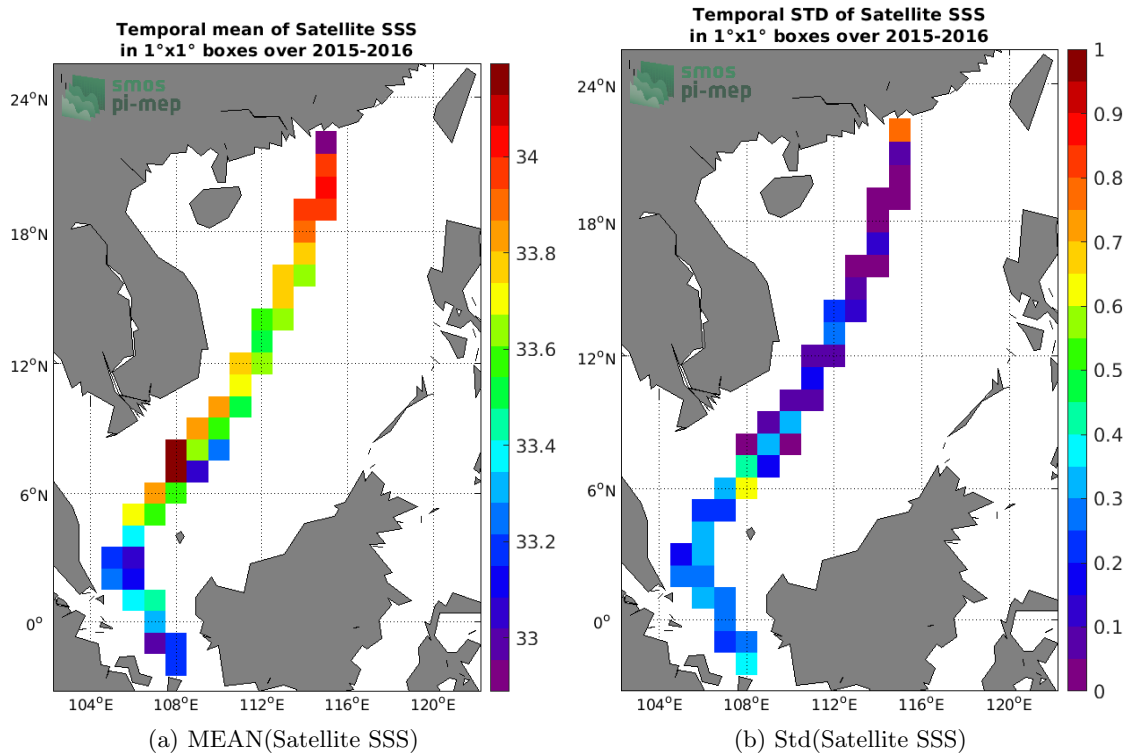 Temporal mean of Satellite SSS
in 1°x1° boxes over 2015-2016
smos
pi-mep
24°N
18°N
12°N
6°N
0°
104°E
108°E
112°E
116°E
120°E
34
33.8
33.6
33.4
33.2
33
(a) MEAN(Satellite SSS)
Temporal STD of Satellite SSS
in 1°x1° boxes over 2015-2016
smos
pi-mep
24°N
18°N
12°N
6°N
0°
104°E
108°E
112°E
116°E
120°E
1
0.9
0.8
0.7
0.6
0.5
0.4
0.3
0.2
0.1
0
(b) Std(Satellite SSS)